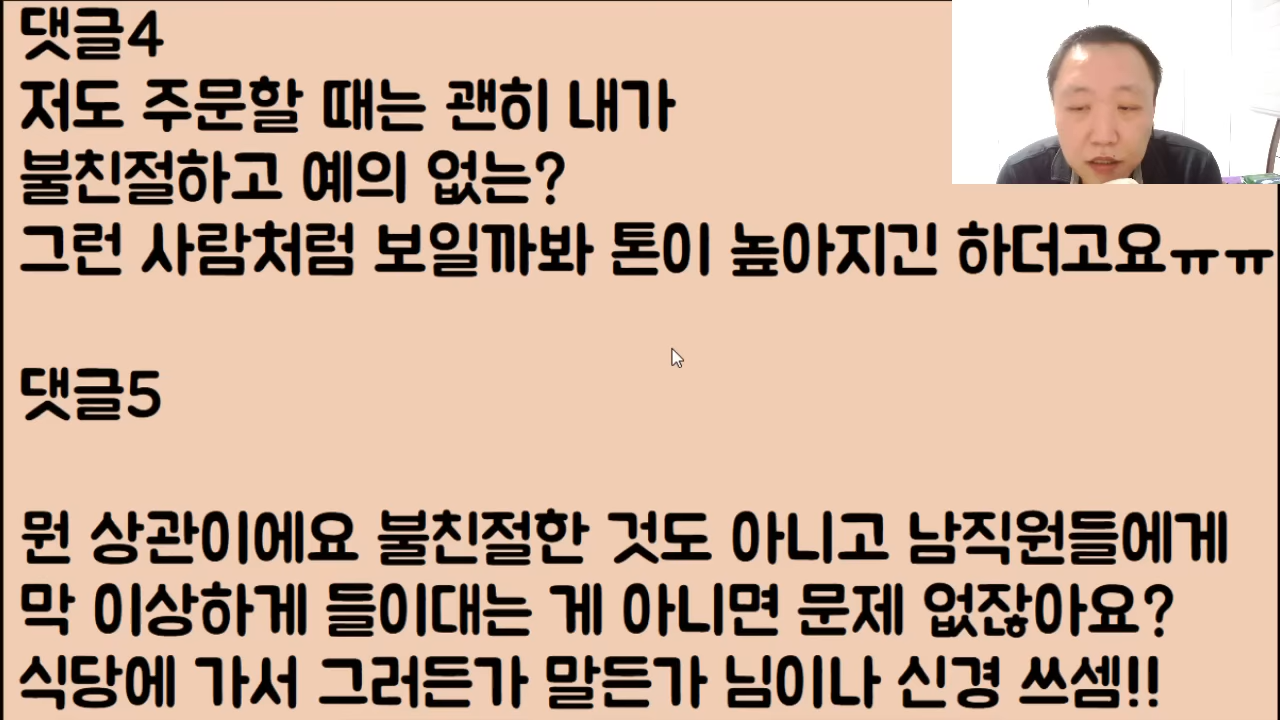 댓글4
저도 주문할 때는 괜히 내가
불친절하고 예의 없는?
그런 사람처럼 보일까봐 톤이 높아지긴 하더고요ㅠㅠ
댓글5
뭔 상관이에요 불친절한 것도 아니고 남직원들에게
막 이상하게 들이대는 게 아니면 문제 없잖아요?
식당에 가서 그러든가 말든가 님이나 신경 쓰셈!!